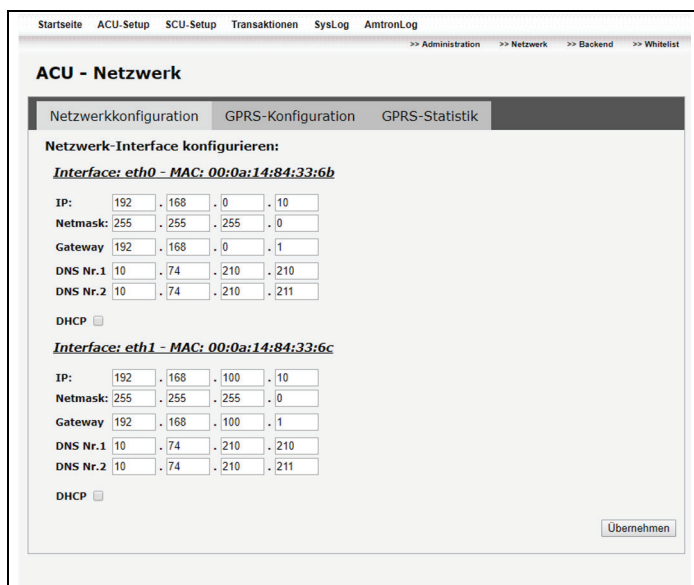 Startseite ACU-Setup SCU-Setup Transaktionen SysLog AmtronLog
>> Administration >> Netzwerk >> Backend >> Whitelist
ACU - Netzwerk
Netzwerkkonfiguration GPRS-Konfiguration GPRS-Statistik
Netzwerk-Interface konfigurieren:
Interface: eth0 - MAC: 00:0a:14:84:33:6b
IP: 192 . 168 . 0 . 10
Netmask: 255 . 255 . 255 . 0
Gateway 192 . 168 . 0 . 1
DNS Nr.1 10 . 74 . 210 . 210
DNS Nr.2 10 . 74 . 210 . 211
DHCP
Interface: eth1 - MAC: 00:0a:14:84:33:6c
IP: 192 . 168 . 100 . 10
Netmask: 255 . 255 . 255 . 0
Gateway 192 . 168 . 100 . 1
DNS Nr.1 10 . 74 . 210 . 210
DNS Nr.2 10 . 74 . 210 . 211
DHCP
Übernehmen